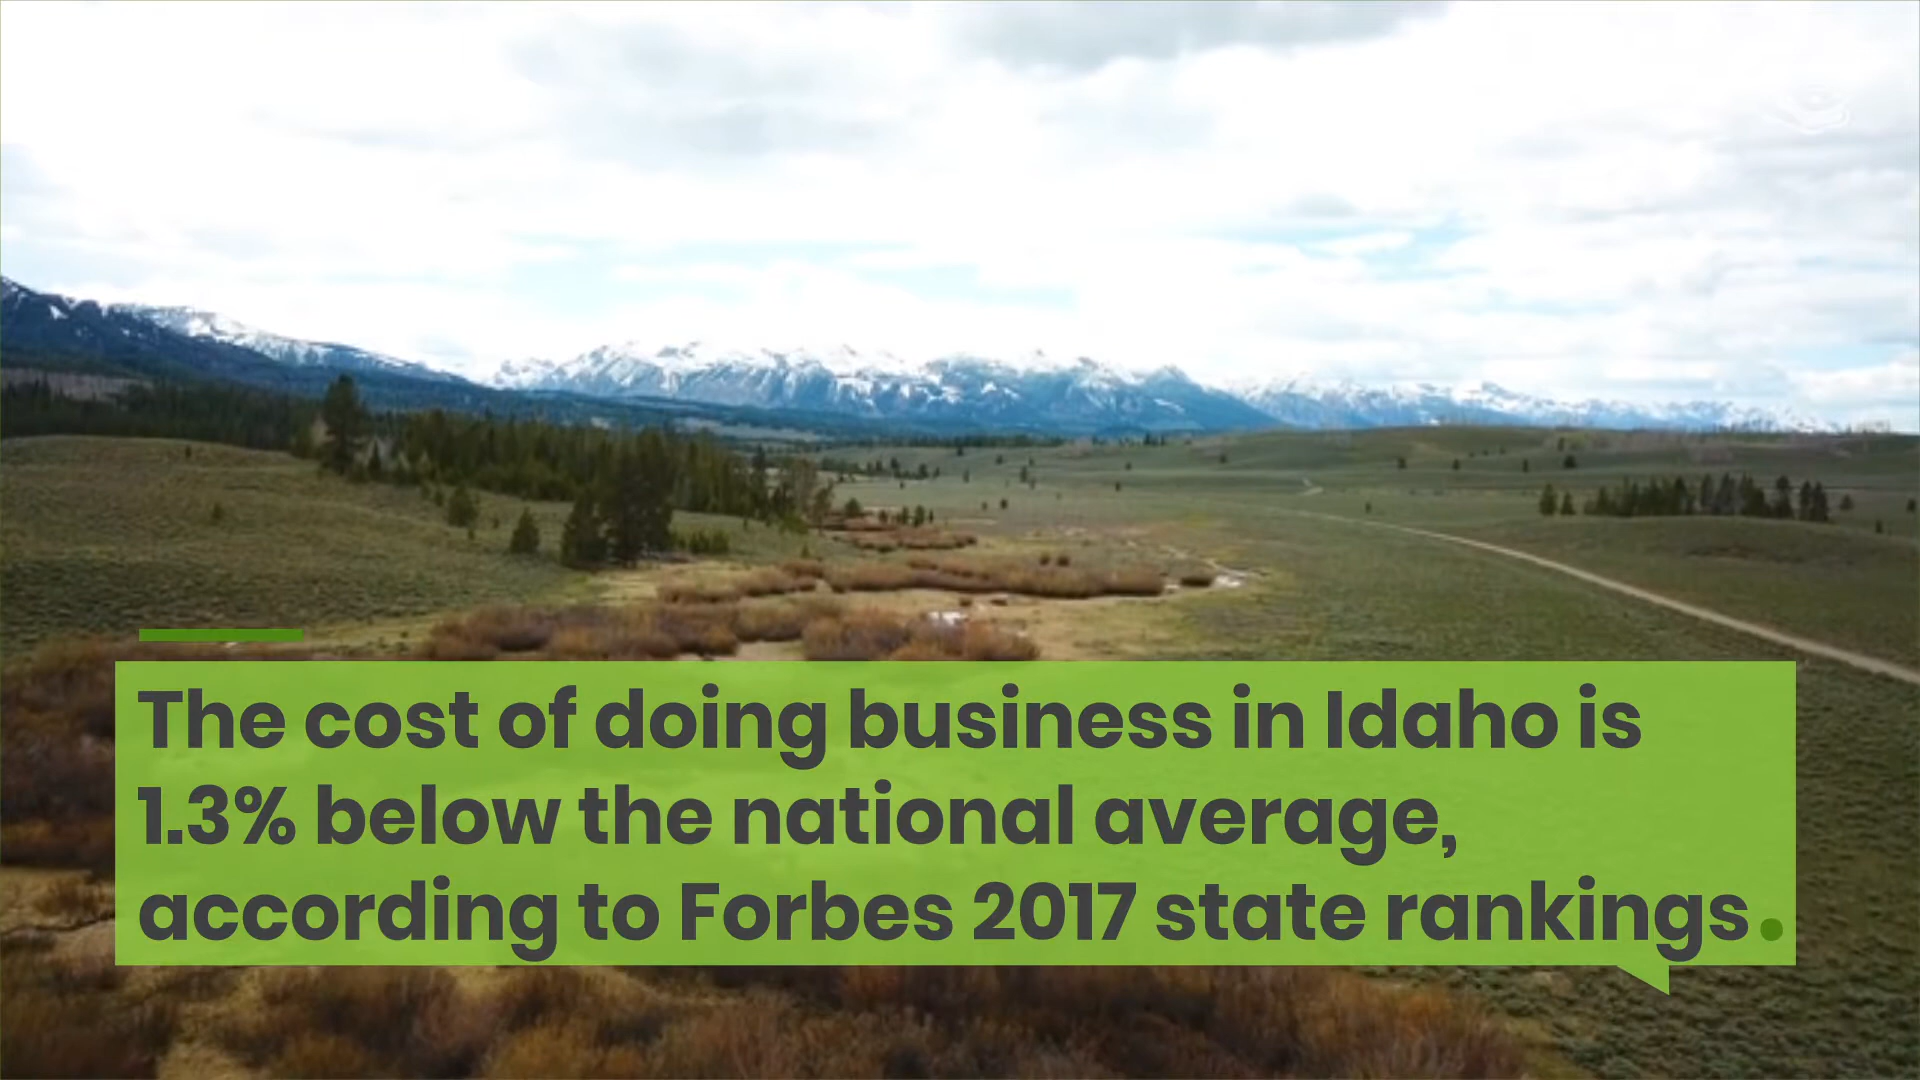 The cost of doing business in Idaho is
1.3% below the national average,
according to Forbes 2017 state rankings.